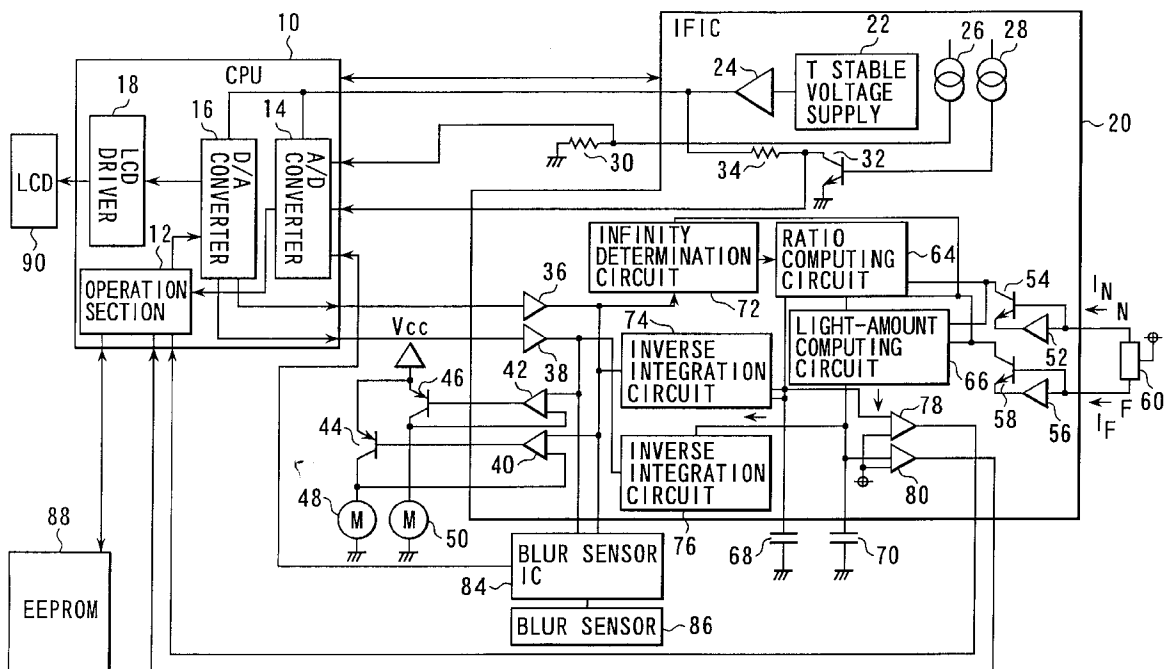 10
CPU
18
LCD
DRIVER
16
D/A
CONVERTER
14
A/D
CONVERTER
LCD
90
12
OPERATION
SECTION
IFIC
22
24
T STABLE
VOLTAGE
SUPPLY
26
28
20
30
34
32
INFINITY
DETERMINATION
CIRCUIT
72
RATIO
COMPUTING
CIRCUIT
64
54
I N
N
52
60
LIGHT-AMOUNT
COMPUTING
CIRCUIT
66
58
56
I F
F
36
38
74
INVERSE
INTEGRATION
CIRCUIT
Vcc
46
42
44
40
78
80
INVERSE
INTEGRATION
CIRCUIT
76
48
M
M
50
68
70
BLUR SENSOR
IC
84
BLUR SENSOR
86
88
EEPROM